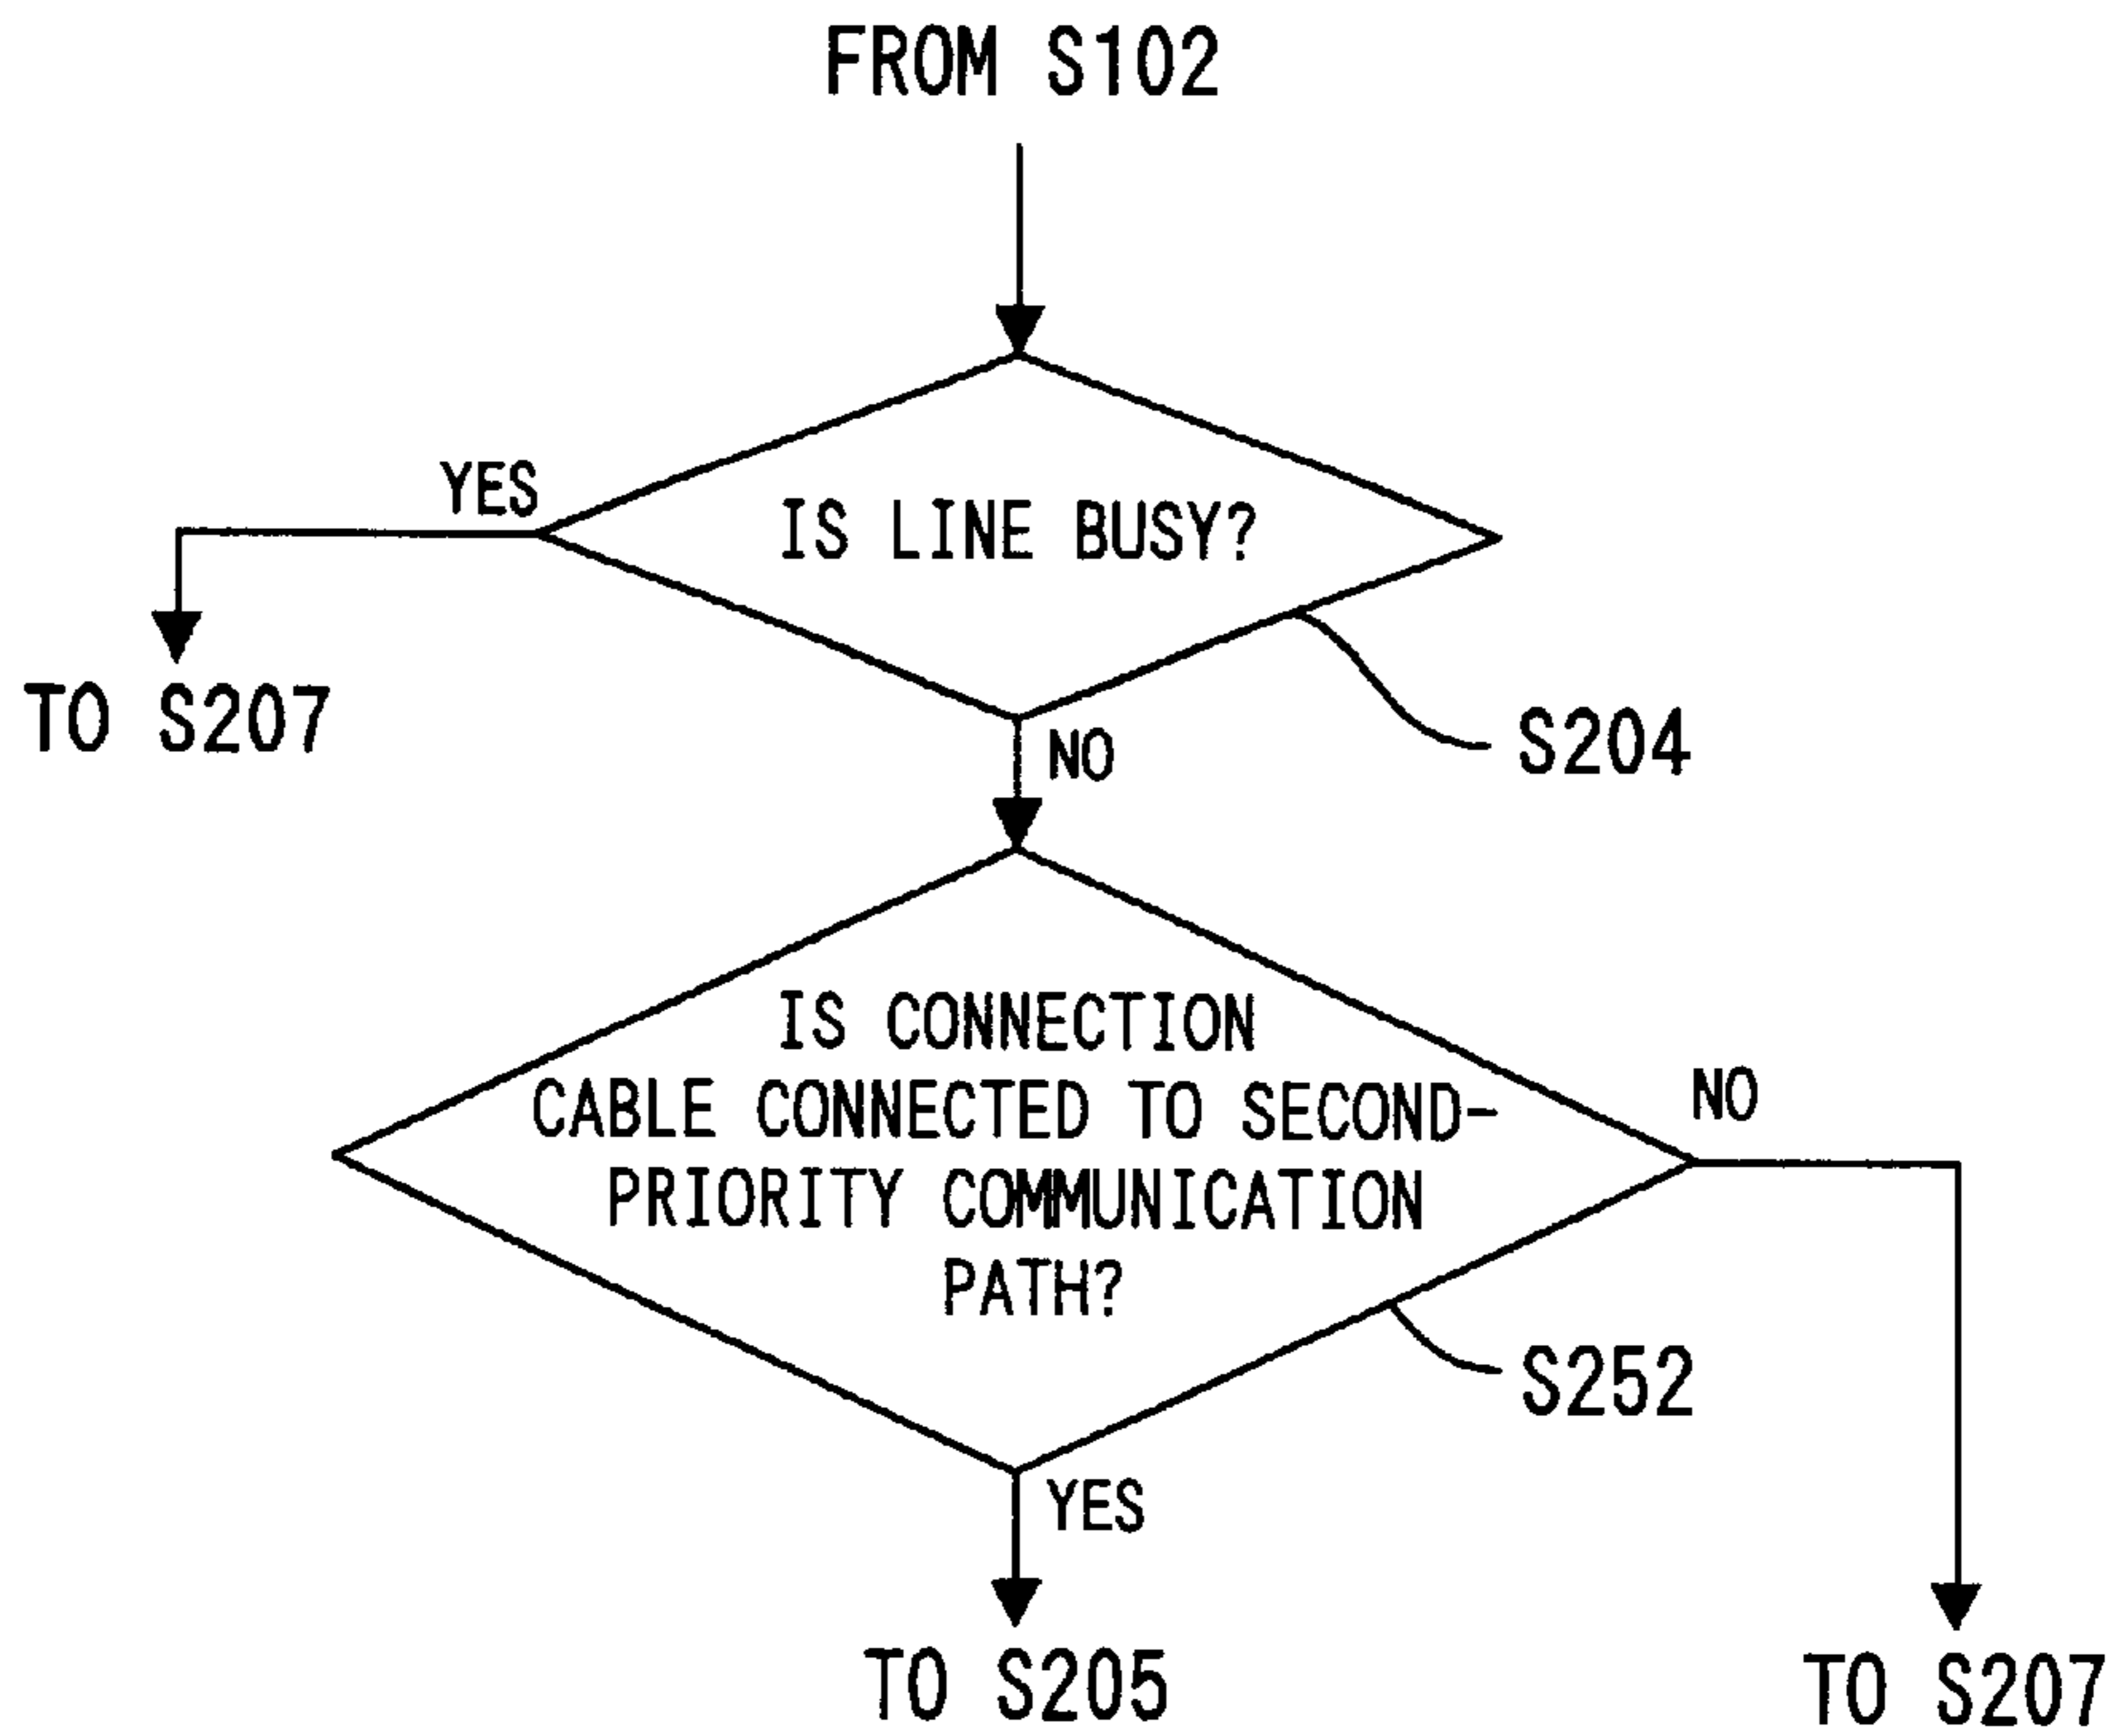 FROM S102
YES
IS LINE BUSY?
TO S207
S204
NO
IS CONNECTION
CABLE CONNECTED TO SECOND-
PRIORITY COMMUNICATION
PATH?
NO
S252
YES
TO S205
TO S207